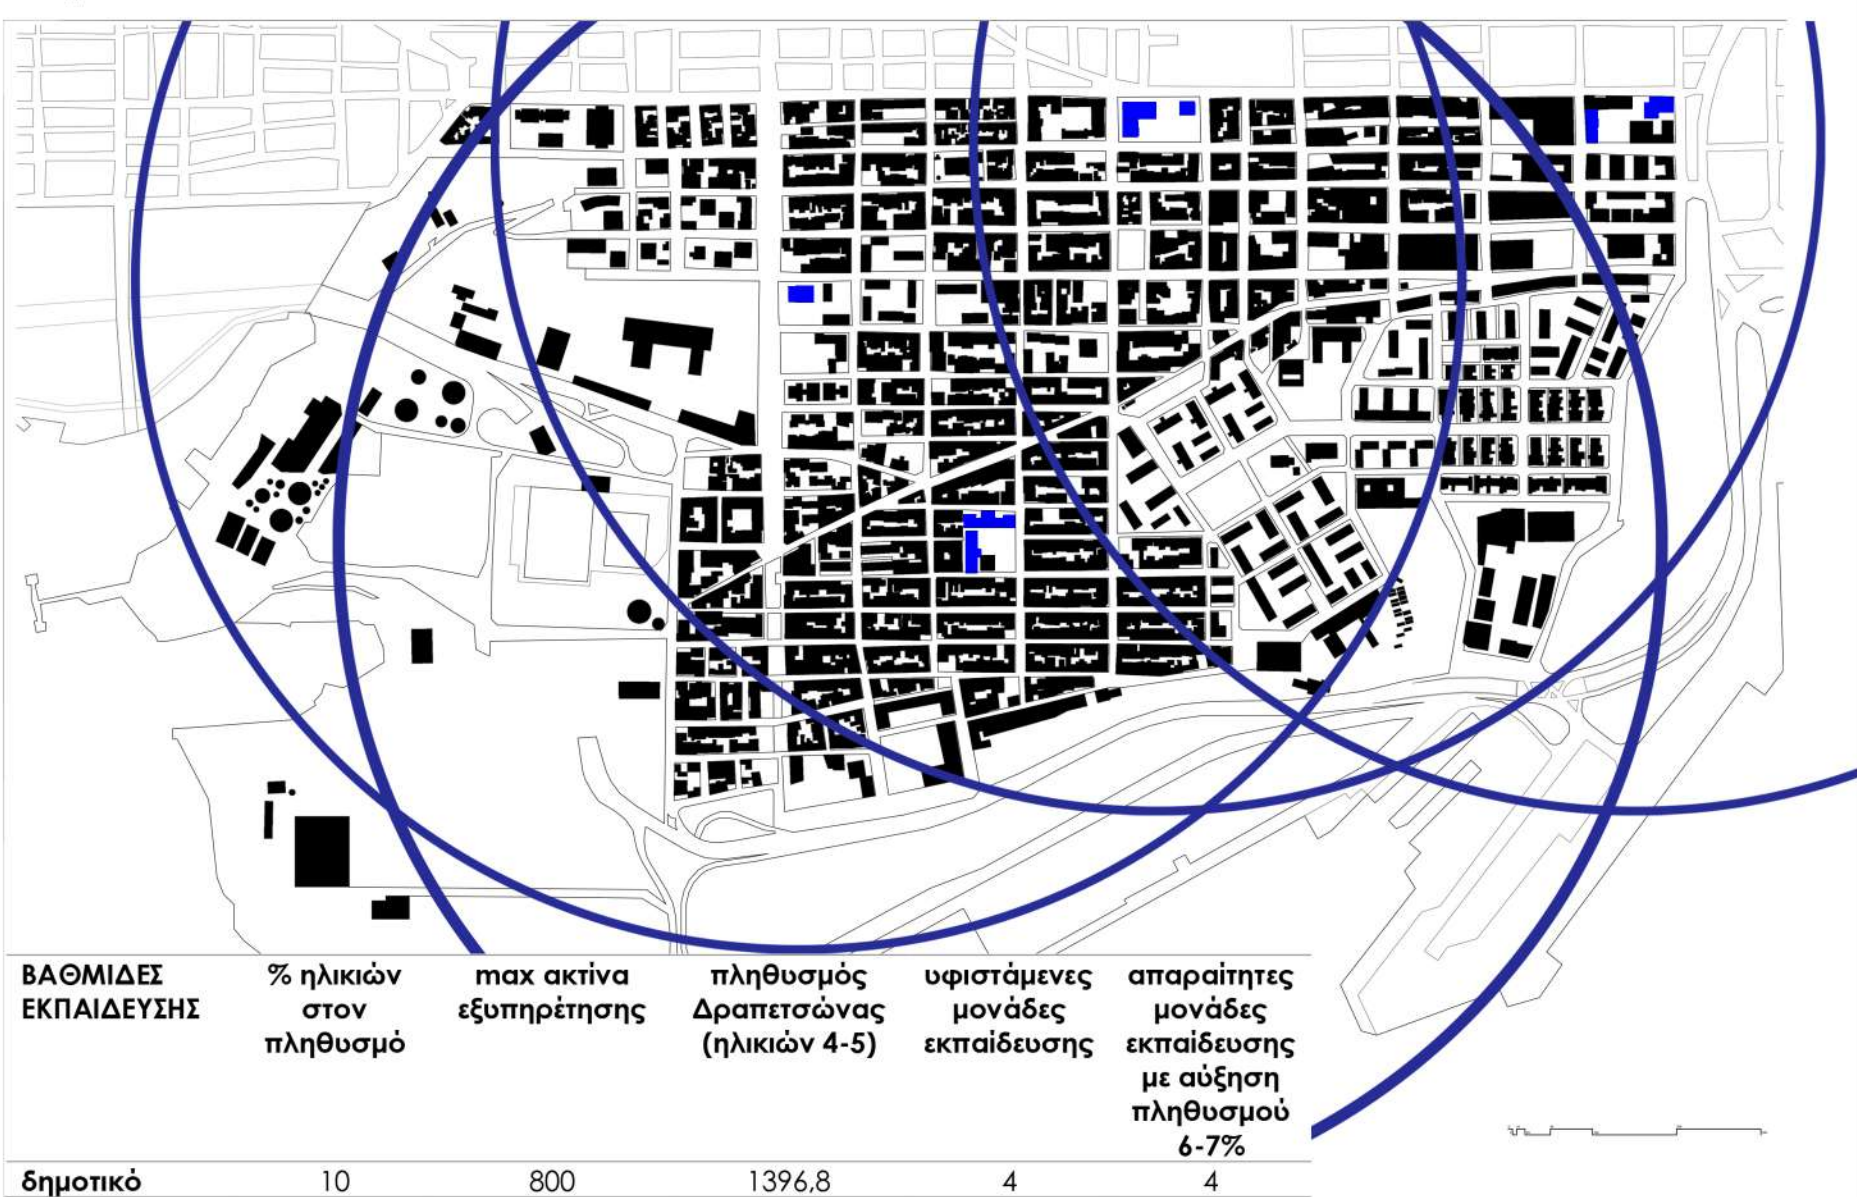 ΒΑΘΜΙΔΕΣ
ΕΚΠΑΙΔΕΥΣΗΣ
% ηλικιών
στον
πληθυσμό
max ακτίνα
εξυπηρέτησης
πληθυσμός
Δραπετσώνας
(ηλικιών 4-5)
υφιστάμενες
μονάδες
εκπαίδευσης
απαραίτητες
μονάδες
εκπαίδευσης
με αύξηση
πληθυσμού
6-7%
δημοτικό 10 800 1396,8 4 4